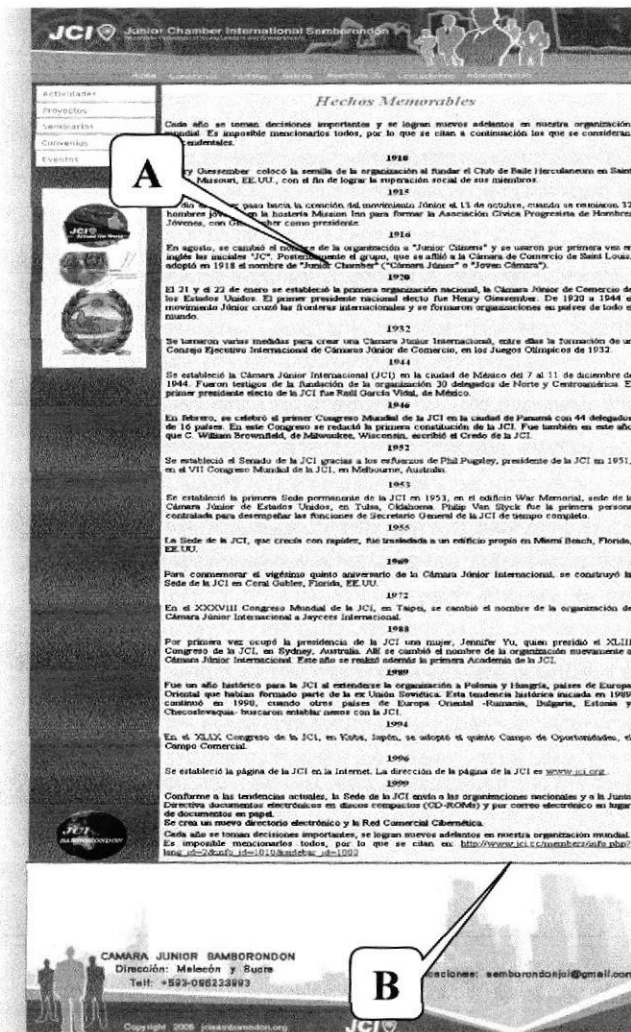 JCI Junior Chamber International Samborondón
Actividades
Proyectos
Seminarios
Convenios
Eventos
Hechos Memorables
Cada año se toman decisiones importantes y se logran nuevos adelantos en nuestra organización
mundial. Es imposible mencionarlos todos, por lo que se citan a continuación los que se consideran
1910
Giessember colocó la semilla de la organización al fundar el Club de Baile Herculaneum en Saint
Missouri, EE.UU., con el fin de lograr la superación social de sus miembros.
1915
paso hacia la creación del movimiento Júnior el 13 de octubre, cuando se reunieron 32
hombres en la hostería Mission Inn para formar la Asociación Cívica Progresista de Hombres
Jóvenes, con como presidente.
1916
En agosto, se cambió el nombre de la organización a "Junior Citizens" y se usaron por primera vez en
inglés las iniciales "JC". Posteriormente el grupo, que se afilió a la Cámara de Comercio de Saint Louis,
adoptó en 1918 el nombre de "Junior Chamber" ("Cámara Júnior" o "Joven Cámara").
1920
El 21 y el 22 de enero se estableció la primera organización nacional, la Cámara Júnior de Comercio de
los Estados Unidos. El primer presidente nacional electo fue Henry Giessember. De 1920 a 1944 el
movimiento Júnior cruzó las fronteras internacionales y se formaron organizaciones en países de todo el
mundo.
1932
Se tomaron varias medidas para crear una Cámara Júnior Internacional, entre ellas la formación de un
Consejo Ejecutivo Internacional de Cámaras Júnior de Comercio, en los Juegos Olímpicos de 1932.
1944
Se estableció la Cámara Júnior Internacional (JCI) en la ciudad de México del 7 al 11 de diciembre de
1944. Fueron testigos de la fundación de la organización 30 delegados de Norte y Centroamérica. E
primer presidente electo de la JCI fue Raúl García Vidal, de México.
1946
En febrero, se celebró el primer Congreso Mundial de la JCI en la ciudad de Panamá con 44 delegados
de 16 países. En este Congreso se redactó la primera constitución de la JCI. Fue también en este año
que C. William Brownfield, de Milwaukee, Wisconsin, escribió el Credo de la JCI.
1952
Se estableció el Senado de la JCI gracias a los esfuerzos de Phil Pugsley, presidente de la JCI en 1951,
en el VII Congreso Mundial de la JCI, en Melbourne, Australia.
1953
Se estableció la primera Sede permanente de la JCI en 1953, en el edificio War Memorial, sede de la
Cámara Júnior de Estados Unidos, en Tulsa, Oklahoma. Philip Van Slyck fue la primera persona
contratada para desempeñar las funciones de Secretario General de la JCI de tiempo completo.
1955
La Sede de la JCI, que crecía con rapidez, fue trasladada a un edificio propio en Miami Beach, Florida,
EE.UU.
1969
Para conmemorar el vigésimo quinto aniversario de la Cámara Júnior Internacional, se construyó la
Sede de la JCI en Coral Gables, Florida, EE.UU.
1972
En el XXXVIII Congreso Mundial de la JCI, en Taipei, se cambió el nombre de la organización de
Cámara Júnior Internacional a Jaycees Internacional.
1988
Por primera vez ocupó la presidencia de la JCI una mujer, Jennifer Yu, quien presidió el XLIII
Congreso de la JCI, en Sydney, Australia. Allí se cambió el nombre de la organización nuevamente a
Cámara Júnior Internacional. Este año se realizó además la primera Academia de la JCI.
1989
Fue un año histórico para la JCI al extenderse la organización a Polonia y Hungría, países de Europa
Oriental que habían formado parte de la ex Unión Soviética. Esta tendencia histórica iniciada en 1989
continuó en 1990, cuando otros países de Europa Oriental -Rumania, Bulgaria, Estonia y
Checoslovaquia- buscaron entablar nexos con la JCI.
1994
En el XLIX Congreso de la JCI, en Kobe, Japón, se adoptó el quinto Campo de Oportunidades, el
Campo Comercial.
1996
Se estableció la página de la JCI en la Internet. La dirección de la página de la JCI es www.jci.org.
1999
Conforme a las tendencias actuales, la Sede de la JCI envía a las organizaciones nacionales y a la Junta
Directiva documentos electrónicos en discos compactos (CD-ROMs) y por correo electrónico en lugar
de documentos en papel.
Se crea un nuevo directorio electrónico y la Red Comercial Cibernética.
Cada año se toman decisiones importantes, se logran nuevos adelantos en nuestra organización mundial.
Es imposible mencionarlos todos, por lo que se citan en: http://www.jci.cc/members/info.php?
lang_id=2&info_id=1010&sidebar_id=1000
A
B
JCI
SAMBORONDON
CAMARA JUNIOR SAMBORONDON
Dirección: Malecón y Sucre
Telf: +593-096233993
samborondonjci@gmail.com
Copyright 2006 jcisamborondon.org
JCI